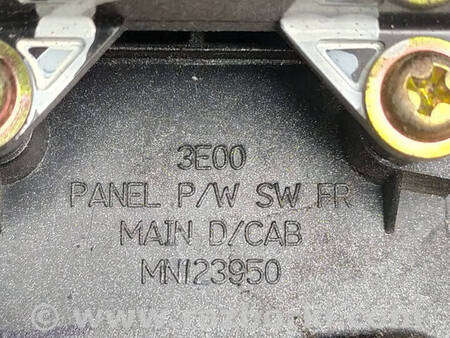 3E00
PANEL P/W SW FR
MAIN D/CAB
MN123950